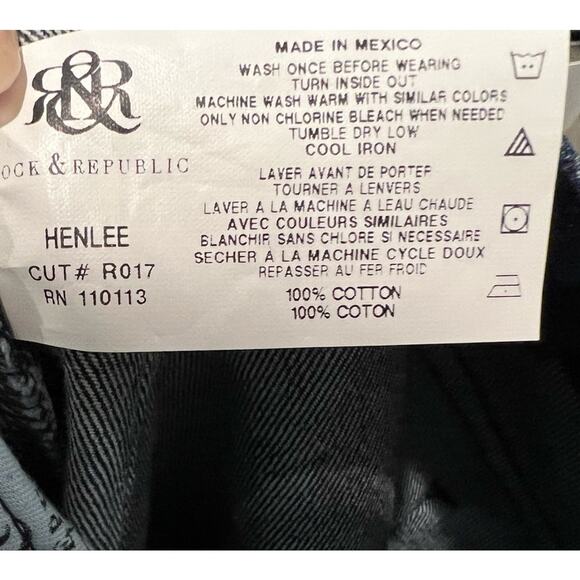 R&R
OCK & REPUBLIC
HENLEE
CUT# R017
RN 110113
MADE IN MEXICO
WASH ONCE BEFORE WEARING
TURN INSIDE OUT
MACHINE WASH WARM WITH SIMILAR COLORS
ONLY NON CHLORINE BLEACH WHEN NEEDED
TUMBLE DRY LOW
COOL IRON
LAVER AVANT DE PORTER
TOURNER A LENVERS
LAVER A LA MACHINE A LEAU CHAUDE
AVEC COULEURS SIMILAIRES
BLANCHIR SANS CHLORE SI NECESSAIRE
SECHER A LA MACHINE CYCLE DOUX
REPASSER AU FER FROID
100% COTTON
100% COTON